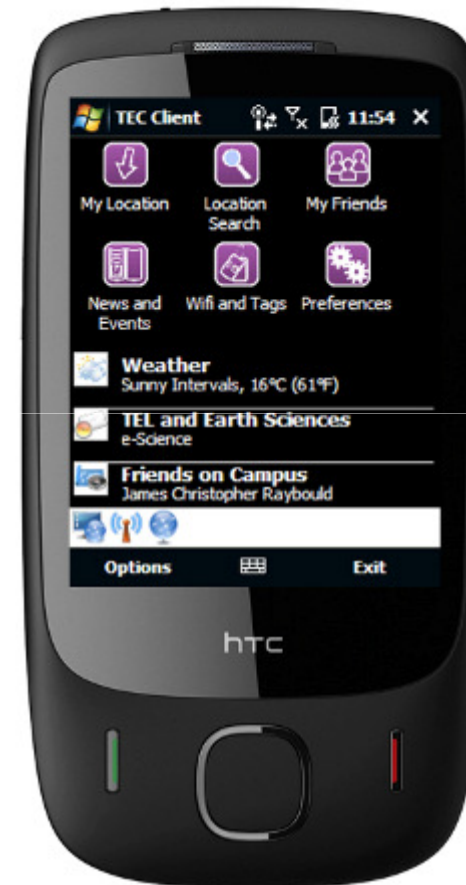 TEC Client 11:54 X
My Location Location Search My Friends
News and Events Wifi and Tags Preferences
Weather
Sunny Intervals, 16°C (61°F)
TEL and Earth Sciences
e-Science
Friends on Campus
James Christopher Raybould
Options Exit
hTC